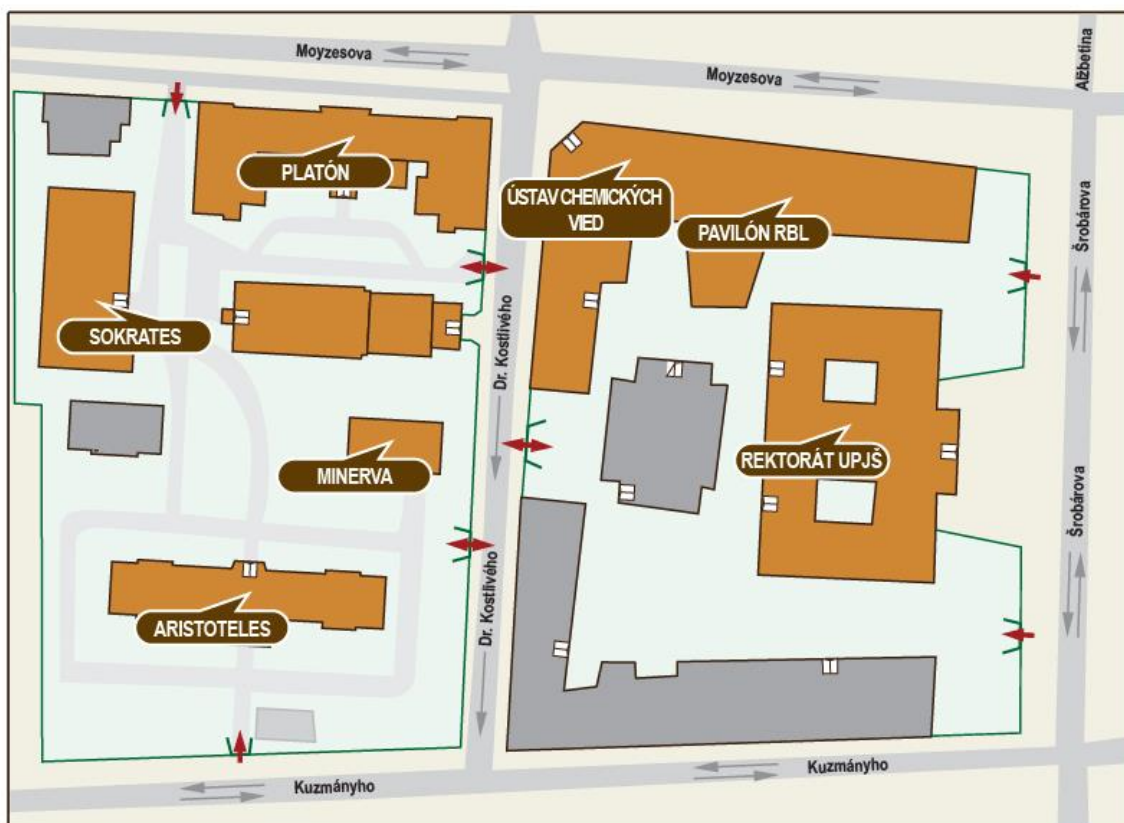 Moyzesova
Moyzesova
Alžbetina
PLATÓN
ÚSTAV CHEMICKÝCH
VIED
PAVILÓN RBL
Šrobárova
SOKRATES
Dr. Kostlivého
MINERVA
REKTORÁT UPJŠ
Šrobárova
ARISTOTELES
Dr. Kostlivého
Kuzmányho
Kuzmányho